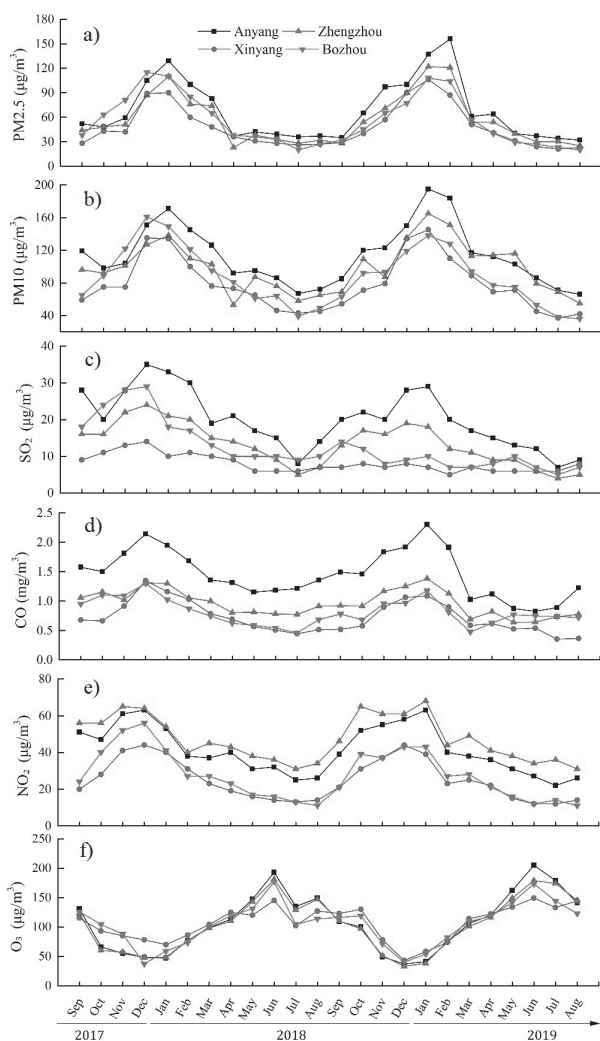 a)
Anyang Zhengzhou
Xinyang Bozhou
PM2.5 (μg/m³)
180
150
120
90
60
30
0
b)
PM10 (μg/m³)
200
160
120
80
40
c)
SO₂ (μg/m³)
40
30
20
10
0
d)
CO (mg/m³)
2.5
2.0
1.5
1.0
0.5
0.0
e)
NO₂ (μg/m³)
80
60
40
20
0
f)
O₃ (μg/m³)
250
200
150
100
50
0
Sep Oct Nov Dec Jan Feb Mar Apr May Jun Jul Aug Sep Oct Nov Dec Jan Feb Mar Apr May Jun Jul Aug
2017 2018 2019